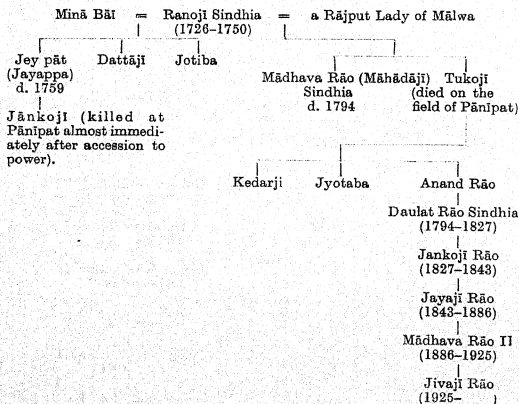 Minā Bāī = Ranojī Sindhia = a Rājput Lady of Mālwa
(1726–1750)
Jey pāt Dattājī Jotiba
(Jayappa)
d. 1759
Jānkojī (killed at
Pānīpat almost immedi-
ately after accession to
power).
Mādhava Rāo (Māhādājī) Tukojī
Sindhia (died on the
d. 1794 field of Pānīpat)
Kedarji Jyotaba Anand Rāo
Daulat Rāo Sindhia
(1794–1827)
Jankojī Rāo
(1827–1843)
Jayajī Rāo
(1843–1886)
Mādhava Rāo II
(1886–1925)
Jivajī Rāo
(1925– )